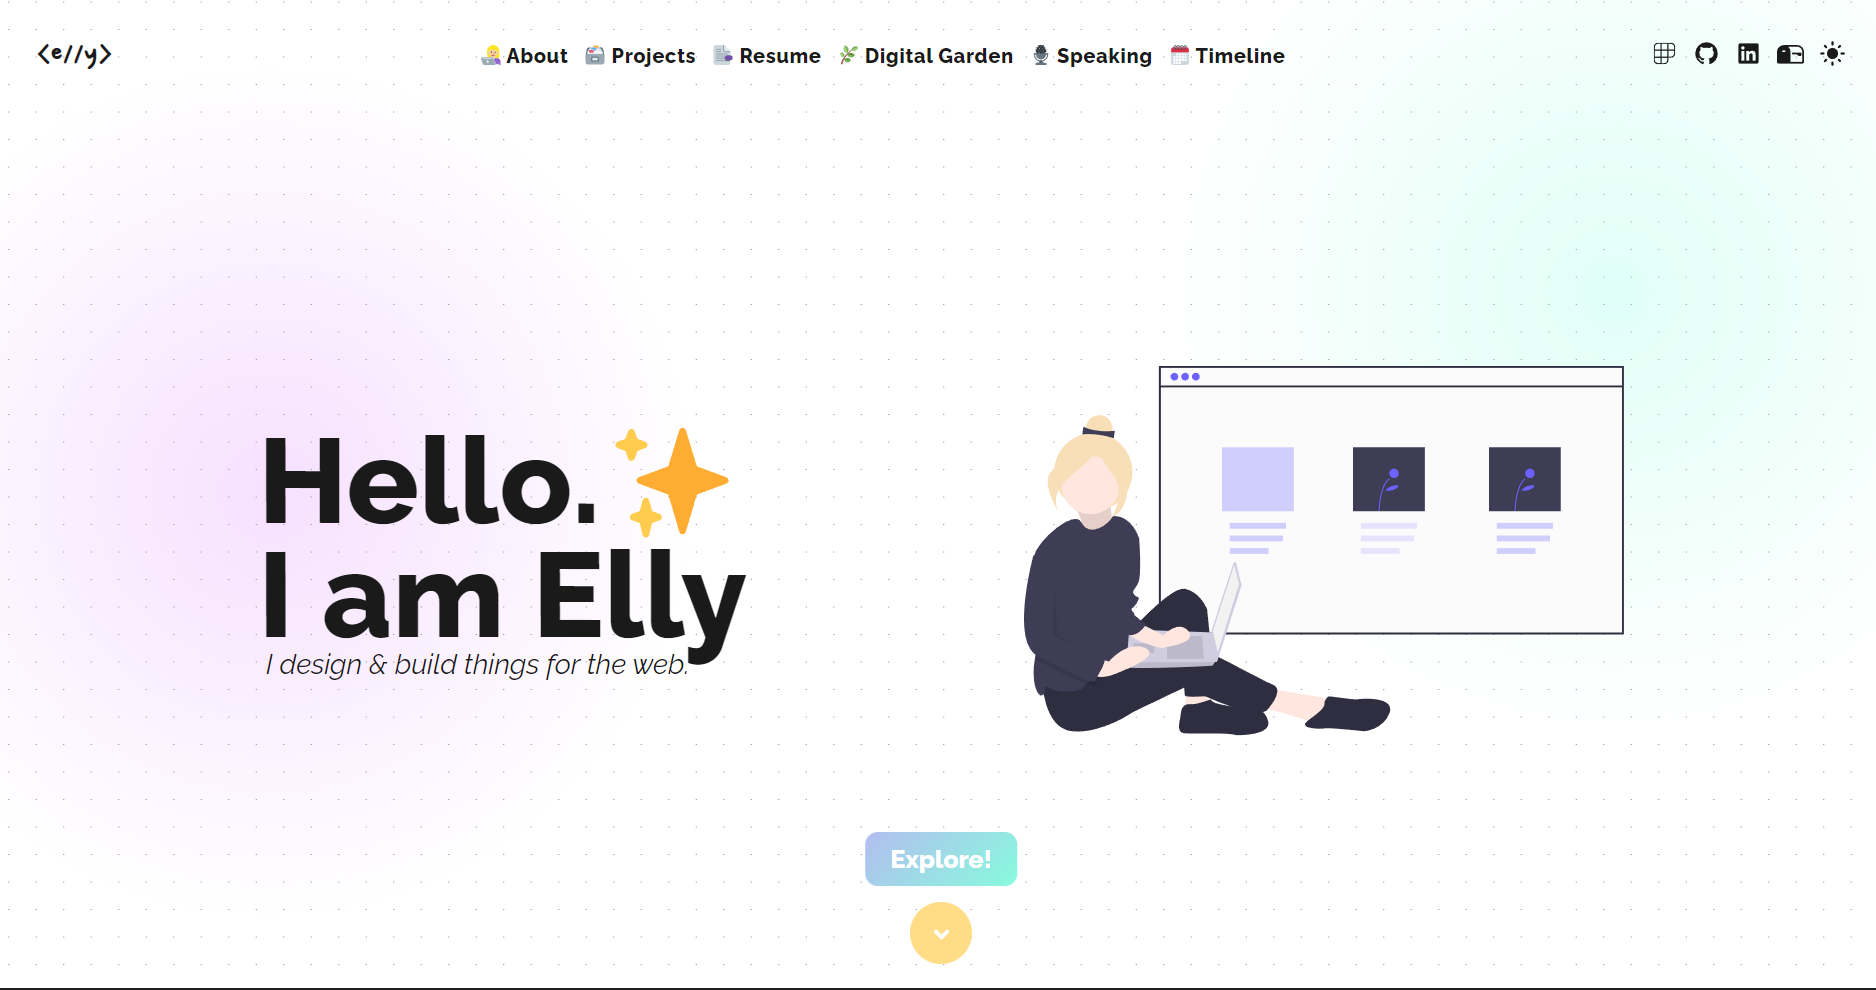 <e//y>
About Projects Resume Digital Garden Speaking Timeline
Hello.
I am Elly
I design & build things for the web.
Explore!